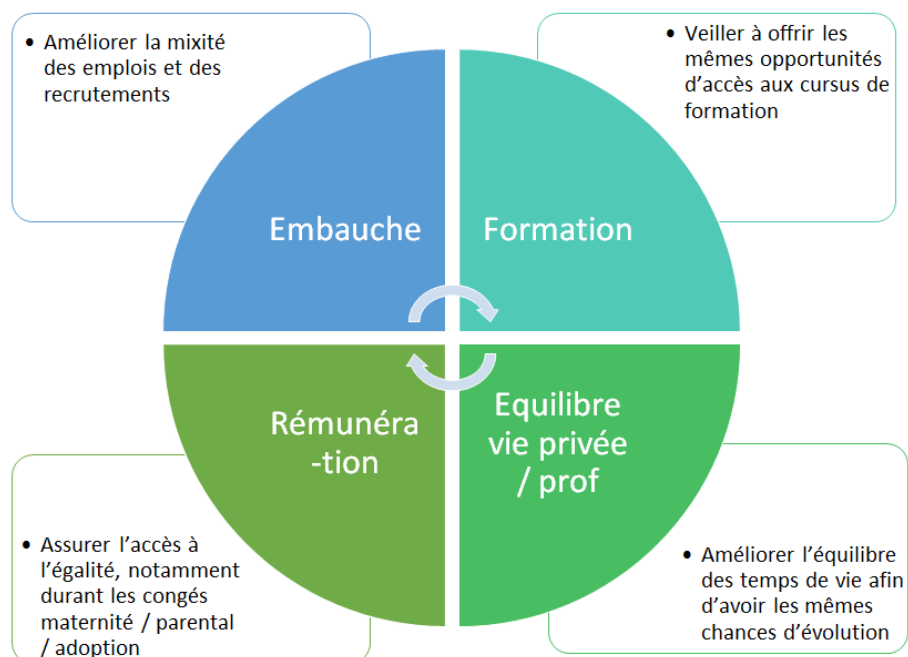 • Améliorer la mixité
des emplois et des
recrutements
• Veiller à offrir les
mêmes opportunités
d’accès aux cursus de
formation
Embauche
Formation
Rémunéra
-tion
Equilibre
vie privée
/ prof
• Assurer l’accès à
l’égalité, notamment
durant les congés
maternité / parental
/ adoption
• Améliorer l’équilibre
des temps de vie afin
d’avoir les mêmes
chances d’évolution